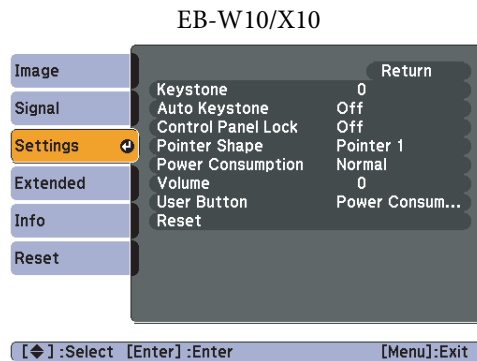 EB-W10/X10
Image
Signal
Settings
Extended
Info
Reset
Return
Keystone 0
Auto Keystone Off
Control Panel Lock Off
Pointer Shape Pointer 1
Power Consumption Normal
Volume 0
User Button Power Consum...
Reset
[◆] :Select [Enter] :Enter [Menu]:Exit